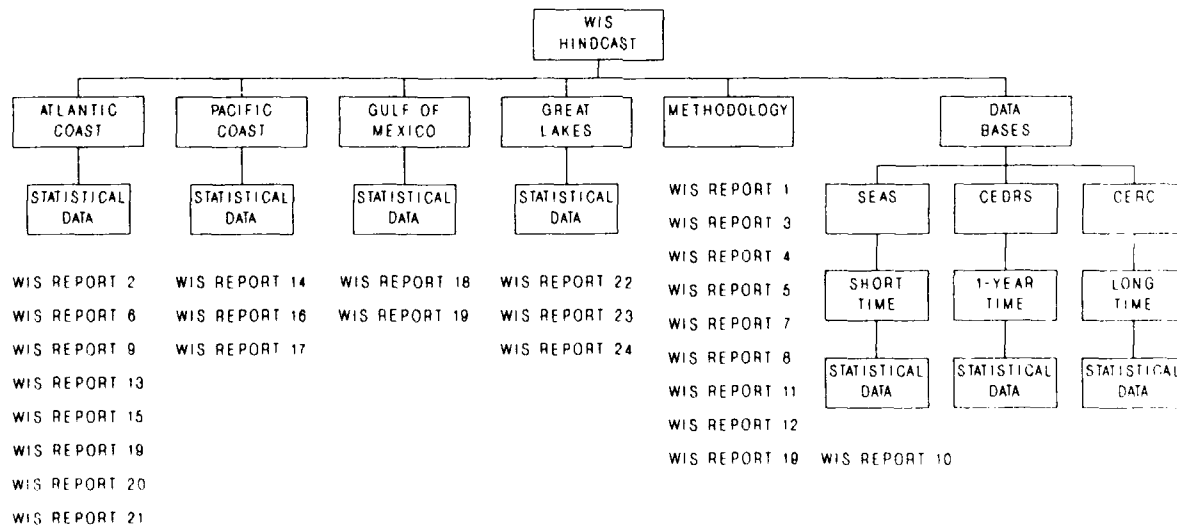 WIS
HINDCAST
ATLANTIC
COAST
PACIFIC
COAST
GULF OF
MEXICO
GREAT
LAKES
METHODOLOGY
DATA
BASES
STATISTICAL
DATA
STATISTICAL
DATA
STATISTICAL
DATA
STATISTICAL
DATA
WIS REPORT 2
WIS REPORT 6
WIS REPORT 9
WIS REPORT 13
WIS REPORT 15
WIS REPORT 19
WIS REPORT 20
WIS REPORT 21
WIS REPORT 14
WIS REPORT 16
WIS REPORT 17
WIS REPORT 18
WIS REPORT 19
WIS REPORT 22
WIS REPORT 23
WIS REPORT 24
WIS REPORT 1
WIS REPORT 3
WIS REPORT 4
WIS REPORT 5
WIS REPORT 7
WIS REPORT 8
WIS REPORT 11
WIS REPORT 12
WIS REPORT 19
SEAS
CEDRS
CERC
SHORT
TIME
1-YEAR
TIME
LONG
TIME
STATISTICAL
DATA
STATISTICAL
DATA
STATISTICAL
DATA
WIS REPORT 10